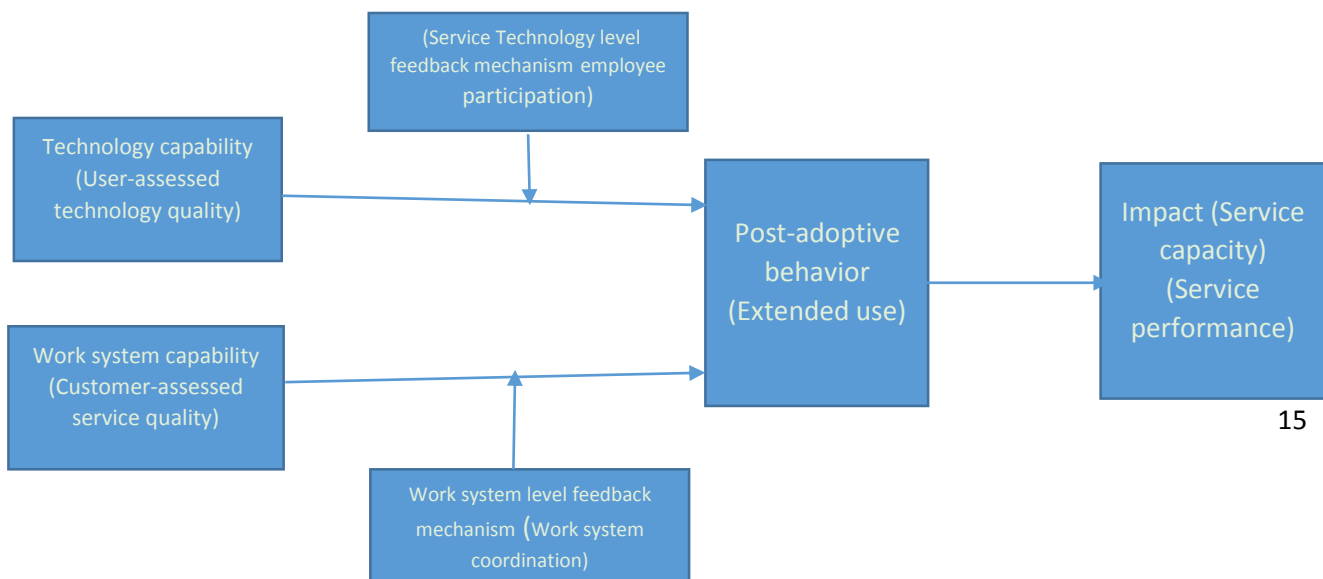 (Service Technology level
feedback mechanism employee
participation)
Technology capability
(User-assessed
technology quality)
Post-adoptive
behavior
(Extended use)
Impact (Service
capacity)
(Service
performance)
Work system capability
(Customer-assessed
service quality)
15
Work system level feedback
mechanism (Work system
coordination)